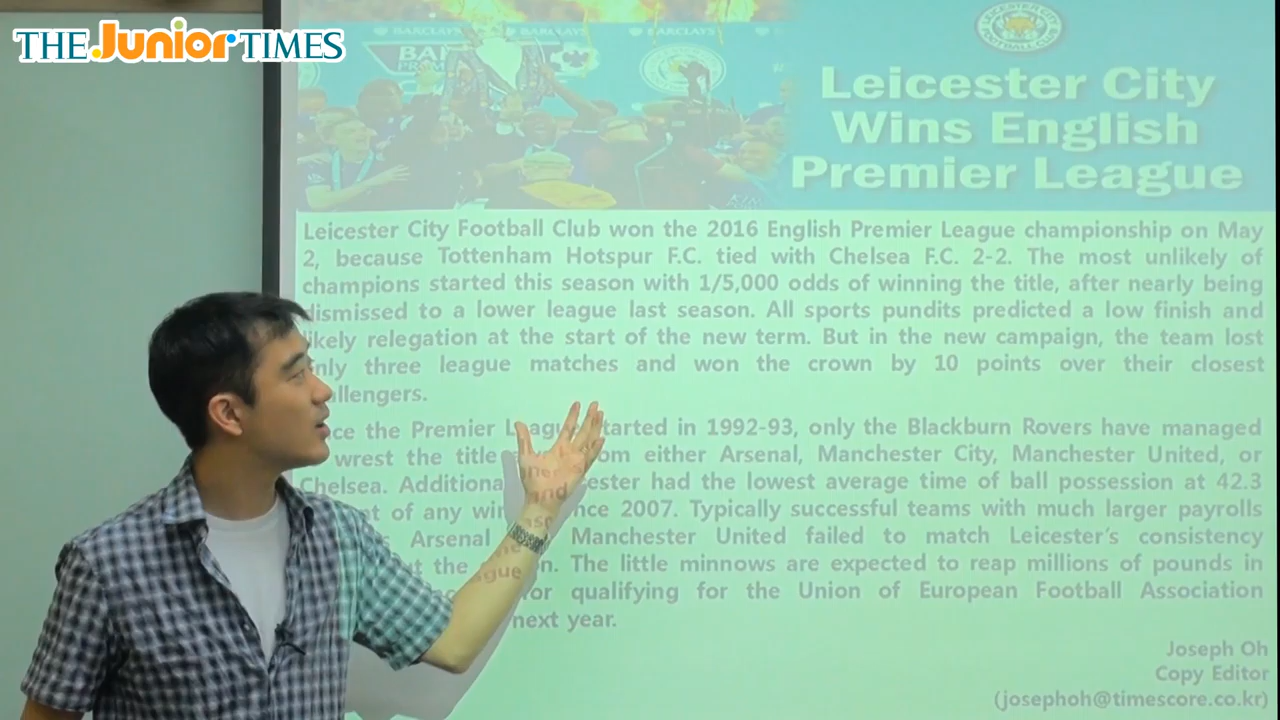 THE Junior TIMES
BARCLAYS
LEICESTER CITY
FOOTBALL CLUB
Leicester City
Wins English
Premier League
Leicester City Football Club won the 2016 English Premier League championship on May
2, because Tottenham Hotspur F.C. tied with Chelsea F.C. 2-2. The most unlikely of
champions started this season with 1/5,000 odds of winning the title, after nearly being
dismissed to a lower league last season. All sports pundits predicted a low finish and
likely relegation at the start of the new term. But in the new campaign, the team lost
only three league matches and won the crown by 10 points over their closest
challengers.
the Premier League started in 1992-93, only the Blackburn Rovers have managed
wrest the title from either Arsenal, Manchester City, Manchester United, or
Chelsea. had the lowest average time of ball possession at 42.3
of any 2007. Typically successful teams with much larger payrolls
Arsenal Manchester United failed to match Leicester's consistency
the The little minnows are expected to reap millions of pounds in
for qualifying for the Union of European Football Association
next year.
Joseph Oh
Copy Editor
(josephoh@timescore.co.kr)